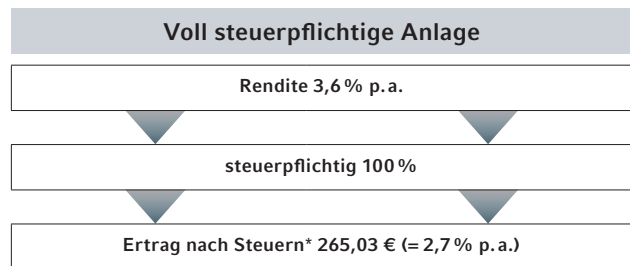 Voll steuerpflichtige Anlage
Rendite 3,6 % p. a.
steuerpflichtig 100 %
Ertrag nach Steuern* 265,03 € (= 2,7 % p. a.)